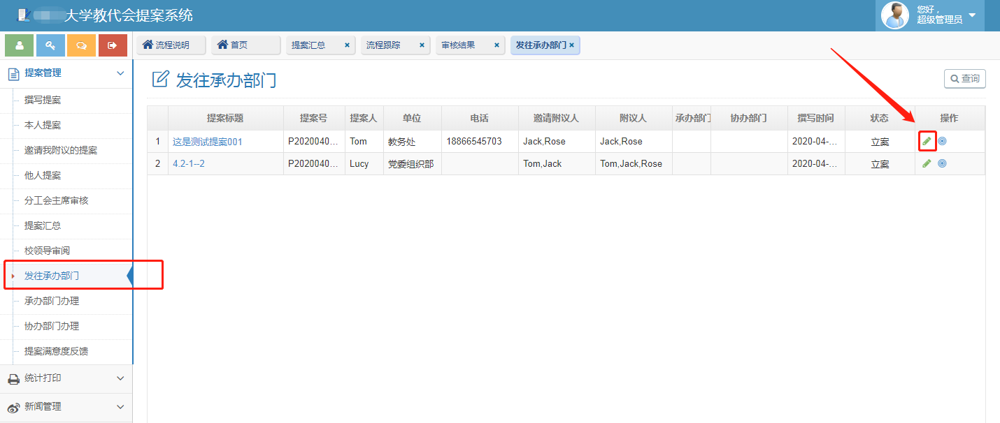 大学教代会提案系统
您好，
超级管理员
流程说明
首页
提案汇总 ×
流程跟踪 ×
审核结果 ×
发往承办部门 ×
提案管理
撰写提案
本人提案
邀请我附议的提案
他人提案
分工会主席审核
提案汇总
校领导审阅
发往承办部门
承办部门办理
协办部门办理
提案满意度反馈
统计打印
新闻管理
发往承办部门
查询
提案标题 提案号 提案人 单位 电话 邀请附议人 附议人 承办部门 协办部门 撰写时间 状态 操作
1 这是测试提案001 P2020040... Tom 教务处 18866545703 Jack,Rose Jack,Rose 2020-04-... 立案
2 4.2-1--2 P2020040... Lucy 党委组织部 Tom,Jack Tom,Jack,Rose 2020-04-... 立案